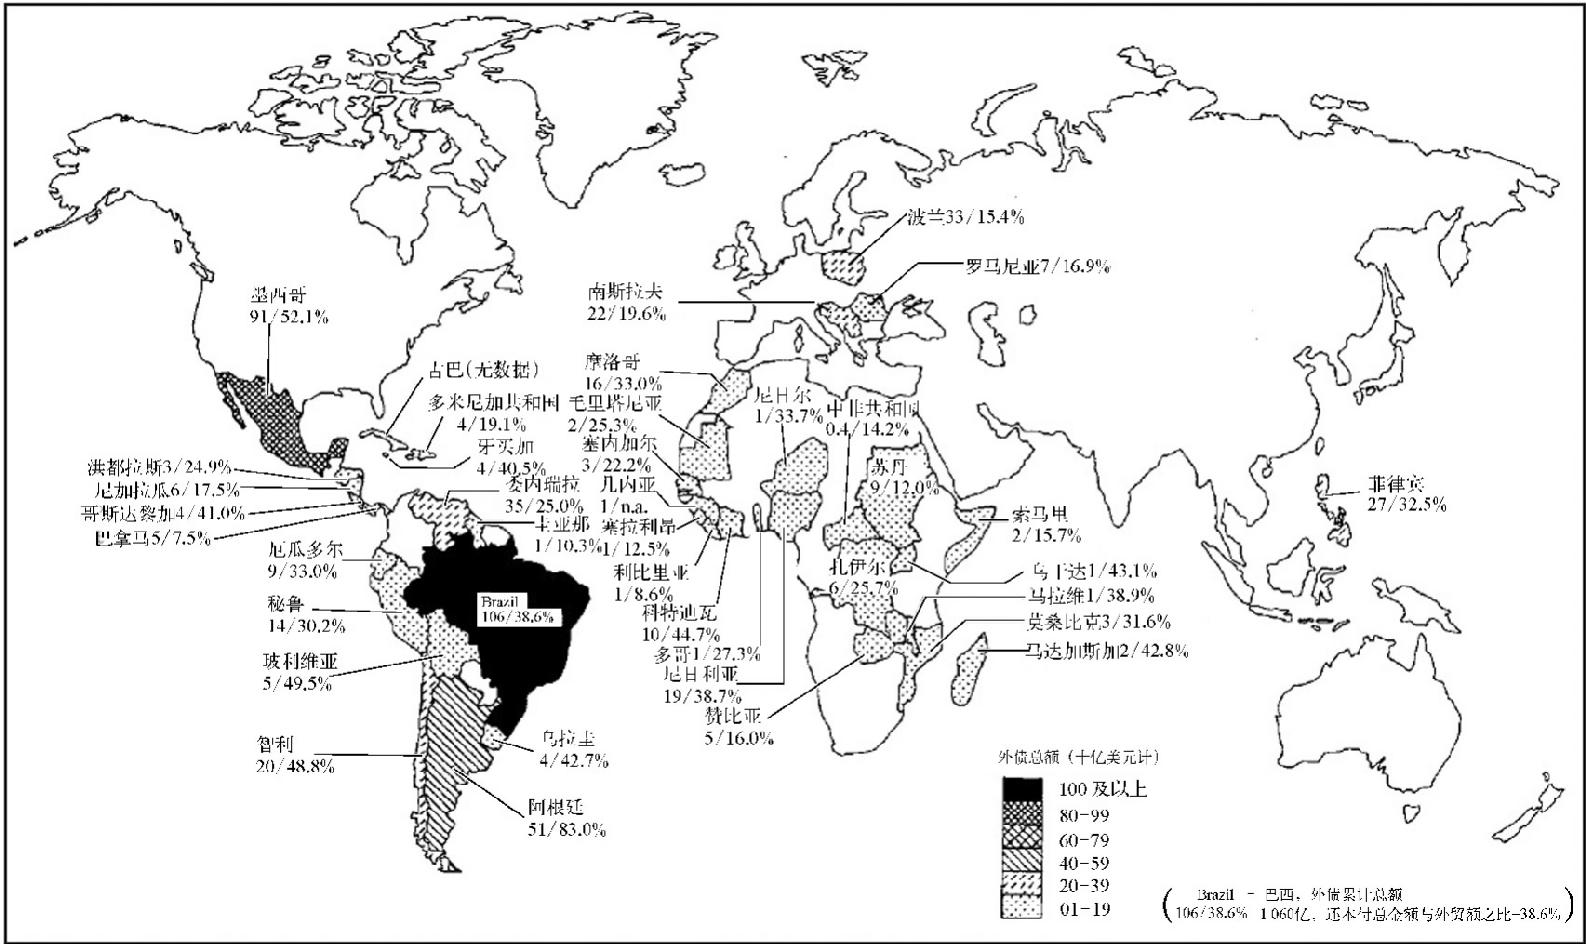 波兰33/15.4%
罗马尼亚7/16.9%
南斯拉夫
22/19.6%
墨西哥
91/52.1%
古巴(无数据)
多米尼加共和国
4/19.1%
牙买加
4/40.5%
洪都拉斯3/24.9%
尼加拉瓜6/17.5%
哥斯达黎加4/41.0%
巴拿马5/7.5%
委内瑞拉
35/25.0%
圭亚那
1/10.3%
厄瓜多尔
9/33.0%
秘鲁
14/30.2%
玻利维亚
5/49.5%
智利
20/48.8%
Brazil
106/38.6%
乌拉圭
4/42.7%
阿根廷
51/83.0%
摩洛哥
16/33.0%
毛里塔尼亚
2/25.3%
塞内加尔
3/22.2%
几内亚
1/n.a.
塞拉利昂
1/12.5%
利比里亚
1/8.6%
科特迪瓦
10/44.7%
多哥1/27.3%
尼日利亚
19/38.7%
赞比亚
5/16.0%
尼日尔
1/33.7%
中非共和国
0.4/14.2%
苏丹
9/12.0%
扎伊尔
6/25.7%
索马里
2/15.7%
乌干达1/43.1%
马拉维1/38.9%
莫桑比克3/31.6%
马达加斯加2/42.8%
菲律宾
27/32.5%
外债总额（十亿美元计）
100及以上
80-99
60-79
40-59
20-39
01-19
Brazil - 巴西，外债累计总额
106/38.6% 1 060亿，还本付总金额与外贸额之比-38.6%